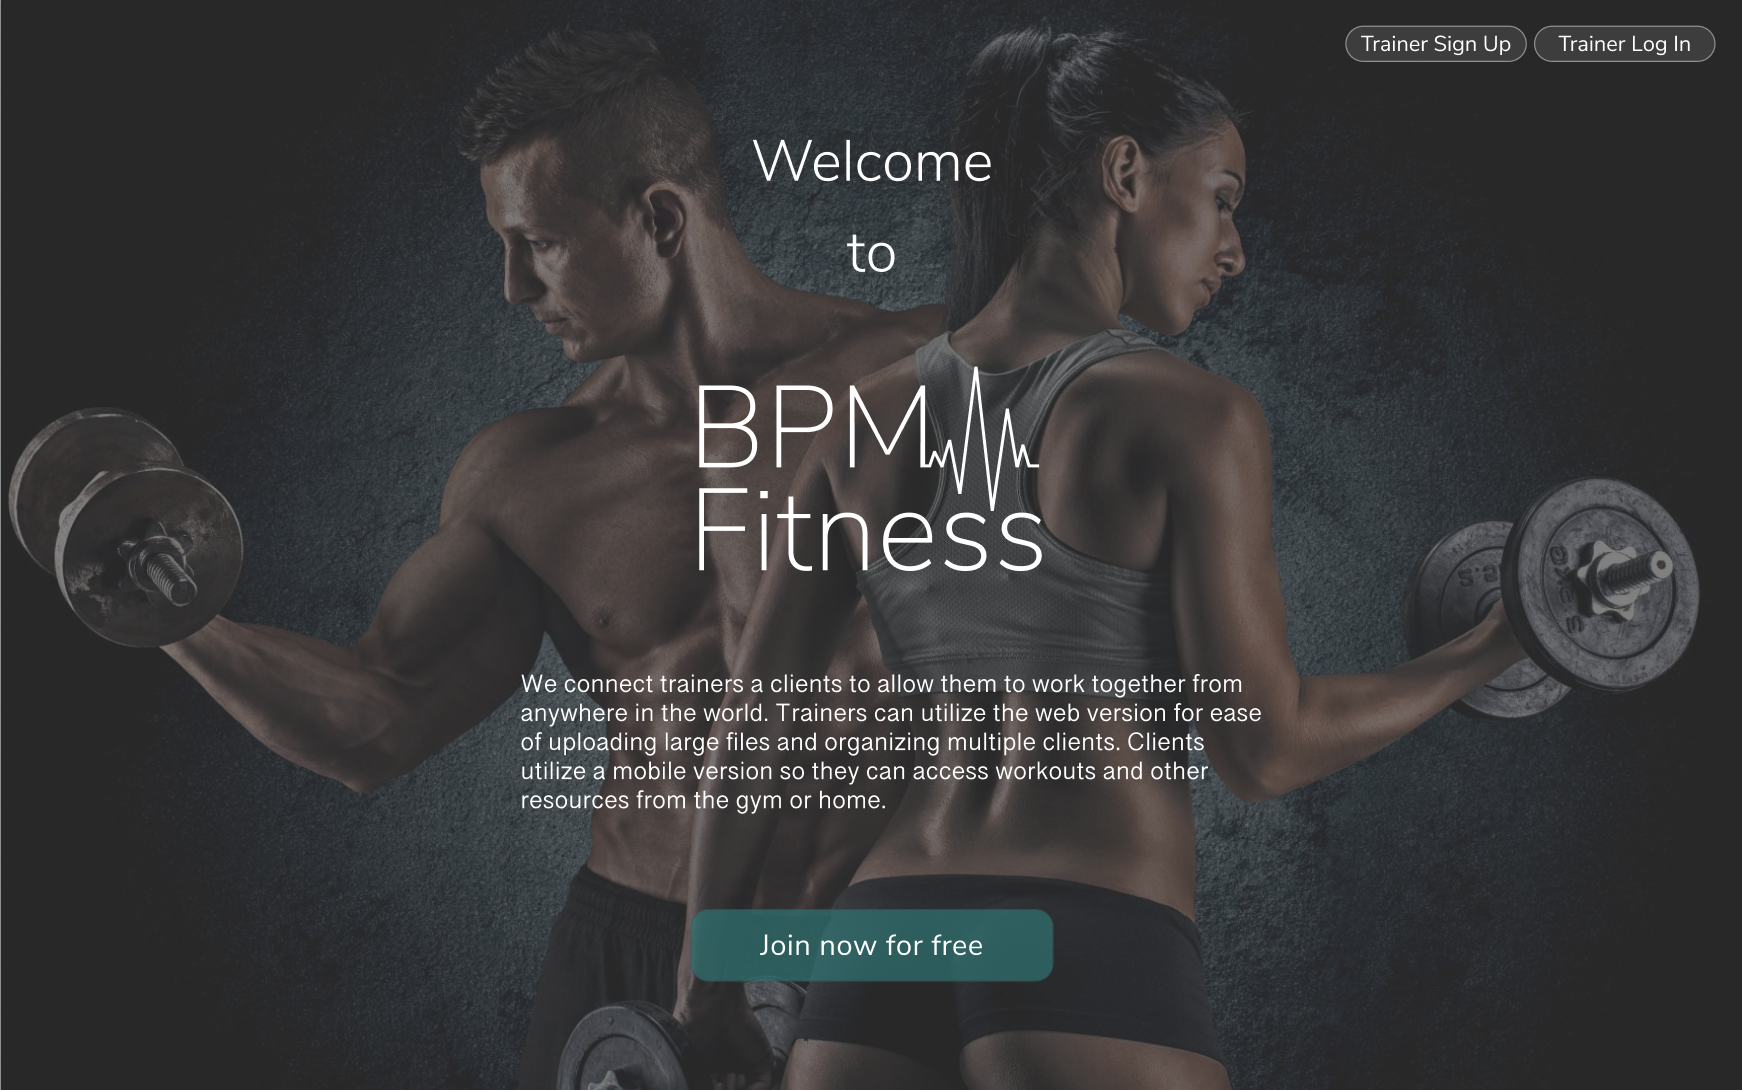 Trainer Sign Up Trainer Log In
Welcome
to
BPM
Fitness
We connect trainers a clients to allow them to work together from
anywhere in the world. Trainers can utilize the web version for ease
of uploading large files and organizing multiple clients. Clients
utilize a mobile version so they can access workouts and other
resources from the gym or home.
Join now for free